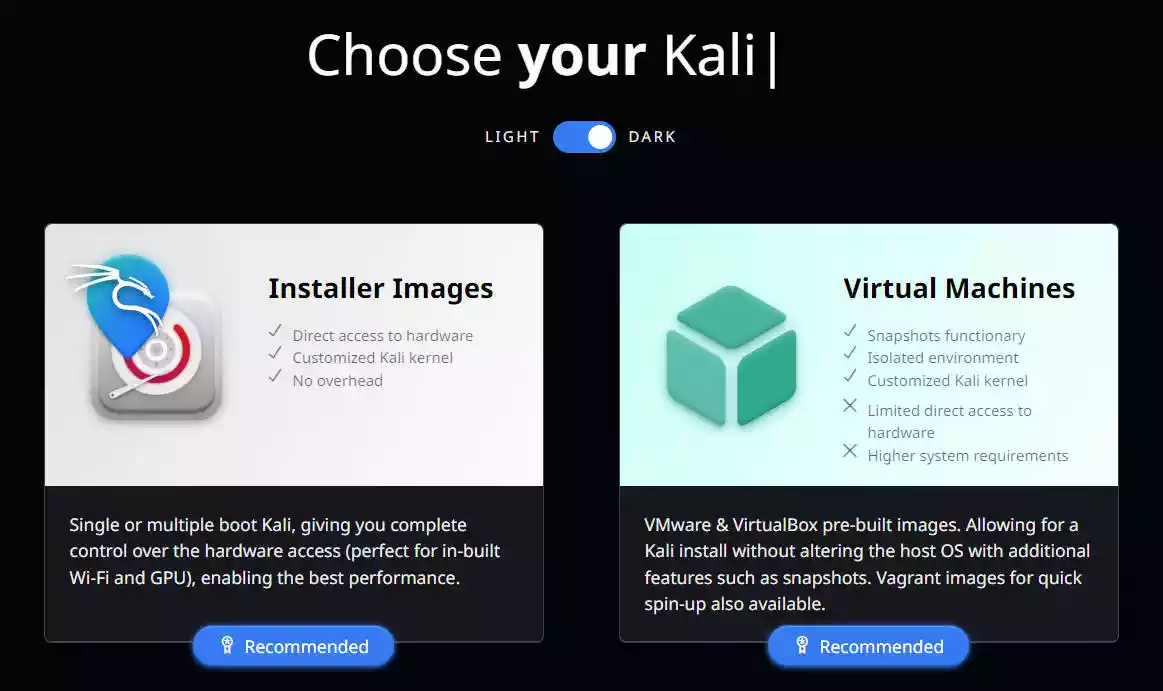 Choose your Kali|
LIGHT DARK
Installer Images
Direct access to hardware
Customized Kali kernel
No overhead
Single or multiple boot Kali, giving you complete
control over the hardware access (perfect for in-built
Wi-Fi and GPU), enabling the best performance.
Recommended
Virtual Machines
Snapshots functionary
Isolated environment
Customized Kali kernel
Limited direct access to
hardware
Higher system requirements
VMware & VirtualBox pre-built images. Allowing for a
Kali install without altering the host OS with additional
features such as snapshots. Vagrant images for quick
spin-up also available.
Recommended